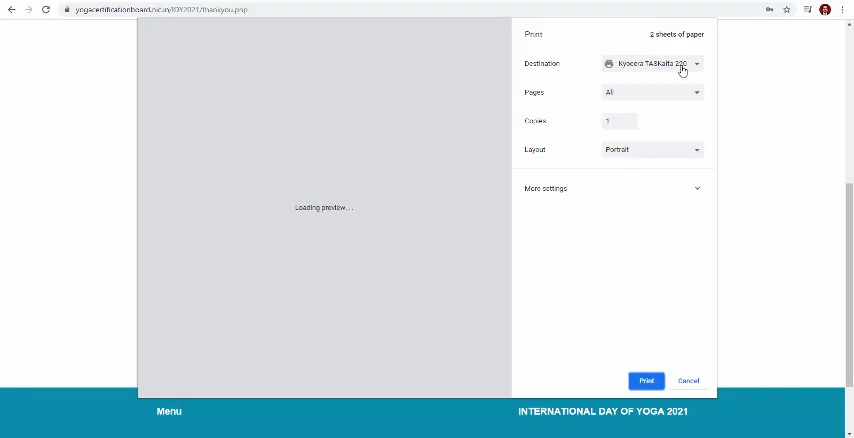 yogacertificationboard.nic.in/IDY2021/thankyou.php
Print
2 sheets of paper
Destination
Kyocera TASKalfa 220
Pages
All
Copies
1
Layout
Portrait
More settings
Loading preview...
Print
Cancel
Menu
INTERNATIONAL DAY OF YOGA 2021